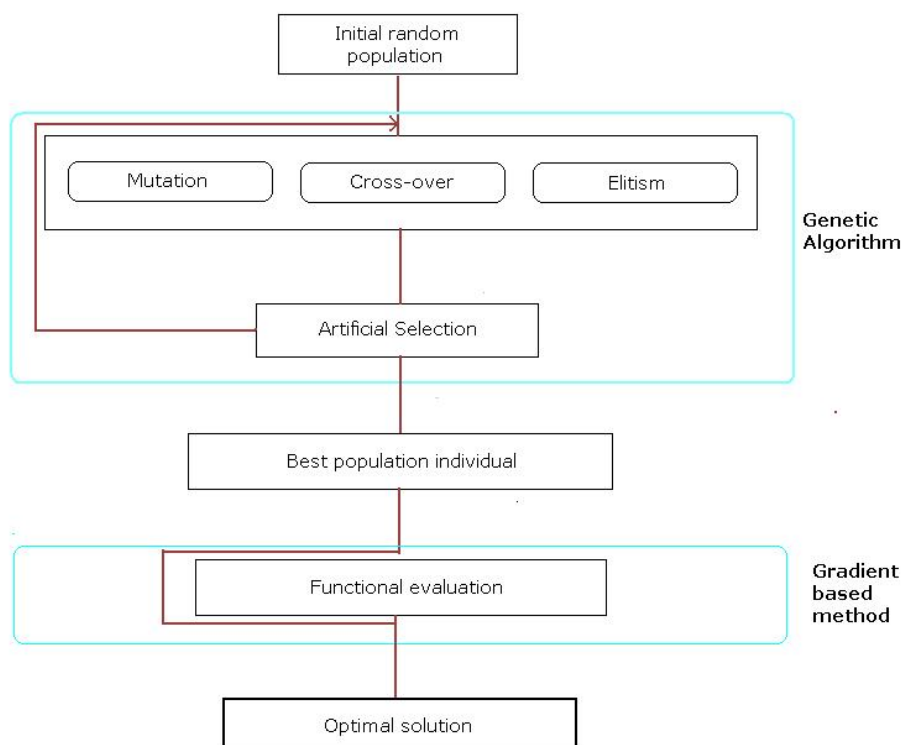 Initial random
population
Mutation
Cross-over
Elitism
Genetic
Algorithm
Artificial Selection
Best population individual
Functional evaluation
Gradient
based
method
Optimal solution